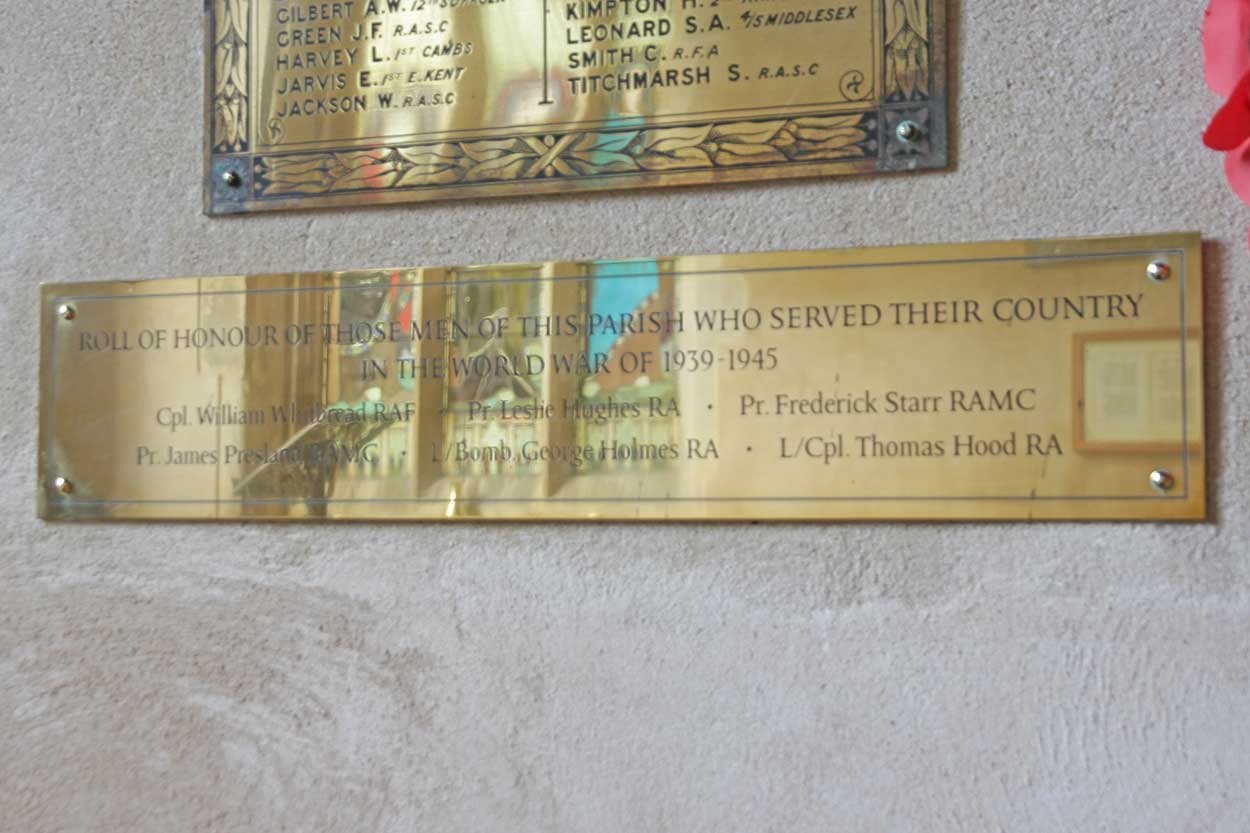 GILBERT A.W. 12TH SUFFOLK
GREEN J.F. R.A.S.C
HARVEY L. 1ST CAMBS
JARVIS E. 1ST E.KENT
JACKSON W. R.A.S.C
KIMPTON H.
LEONARD S.A. 4/5 MIDDLESEX
SMITH C. R.F.A
TITCHMARSH S. R.A.S.C
ROLL OF HONOUR OF THOSE MEN OF THIS PARISH WHO SERVED THEIR COUNTRY
IN THE WORLD WAR OF 1939-1945
Cpl. William Whitbread RAF · Pr. Leslie Hughes RA · Pr. Frederick Starr RAMC
Pr. James Presland RAMC · L/Bomb. George Holmes RA · L/Cpl. Thomas Hood RA